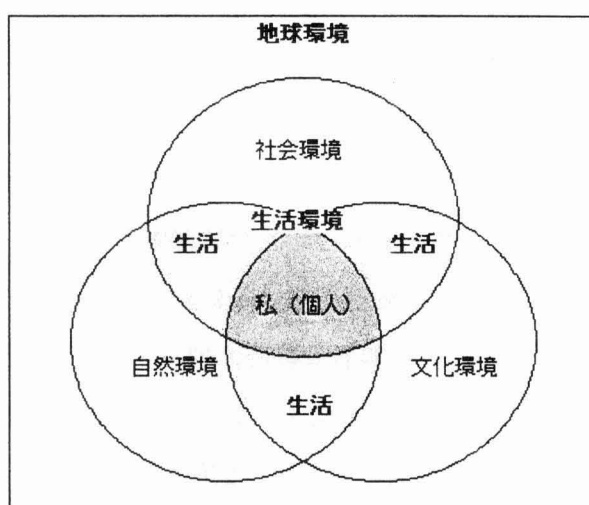 地球環境
社会環境
生活環境
生活 生活
私（個人）
自然環境 文化環境
生活